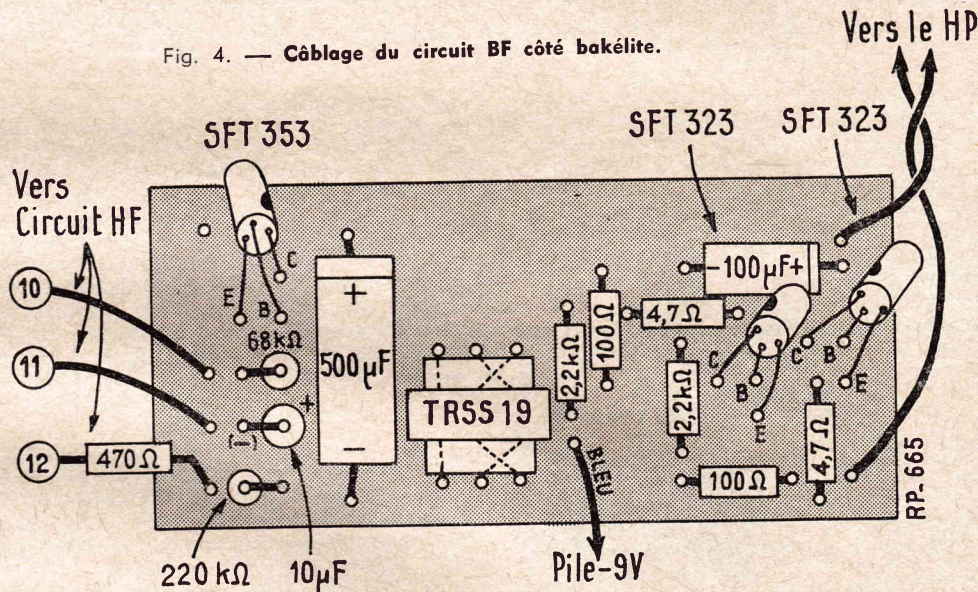 Vers le HP
Fig. 4. — Câblage du circuit BF côté bakélite.
SFT 353
SFT 323
SFT 323
Vers
Circuit HF
10
11
12
470Ω
E
B
C
68kΩ
+
(-)
220 kΩ
10µF
+
500µF
-
TRSS 19
2,2kΩ
100Ω
4,7Ω
-100µF+
2,2kΩ
C
B
E
C
B
E
100Ω
4,7Ω
BLEU
Pile-9V
RP_665